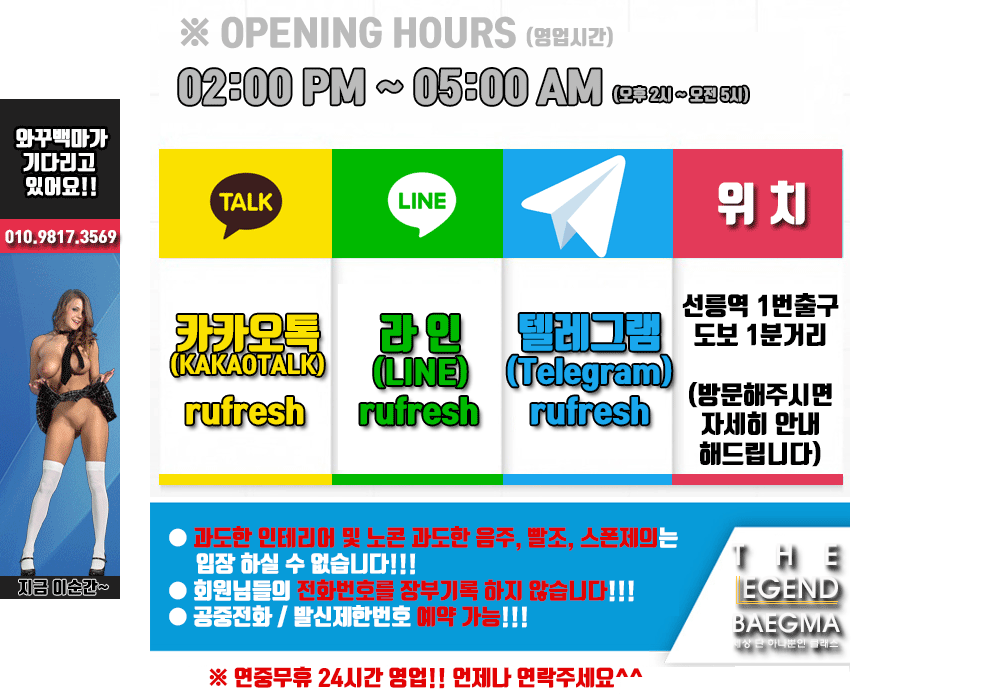 ※ OPENING HOURS (영업시간)
02:00 PM ~ 05:00 AM (오후 2시 ~ 오전 5시)
와꾸백마가
기다리고
있어요!!
010.9817.3569
지금 이순간~
TALK
LINE
위 치
카카오톡
(KAKAOTALK)
rufresh
라 인
(LINE)
rufresh
텔레그램
(Telegram)
rufresh
선릉역 1번출구
도보 1분거리
(방문해주시면
자세히 안내
해드립니다)
● 과도한 인테리어 및 노콘 과도한 음주, 빨조, 스폰제의는
입장 하실 수 없습니다!!!
● 회원님들의 전화번호를 장부기록 하지 않습니다!!!
● 공중전화 / 발신제한번호 예약 가능!!!
THE
lEGEND
BAEGMA
※ 연중무휴 24시간 영업!! 언제나 연락주세요^^